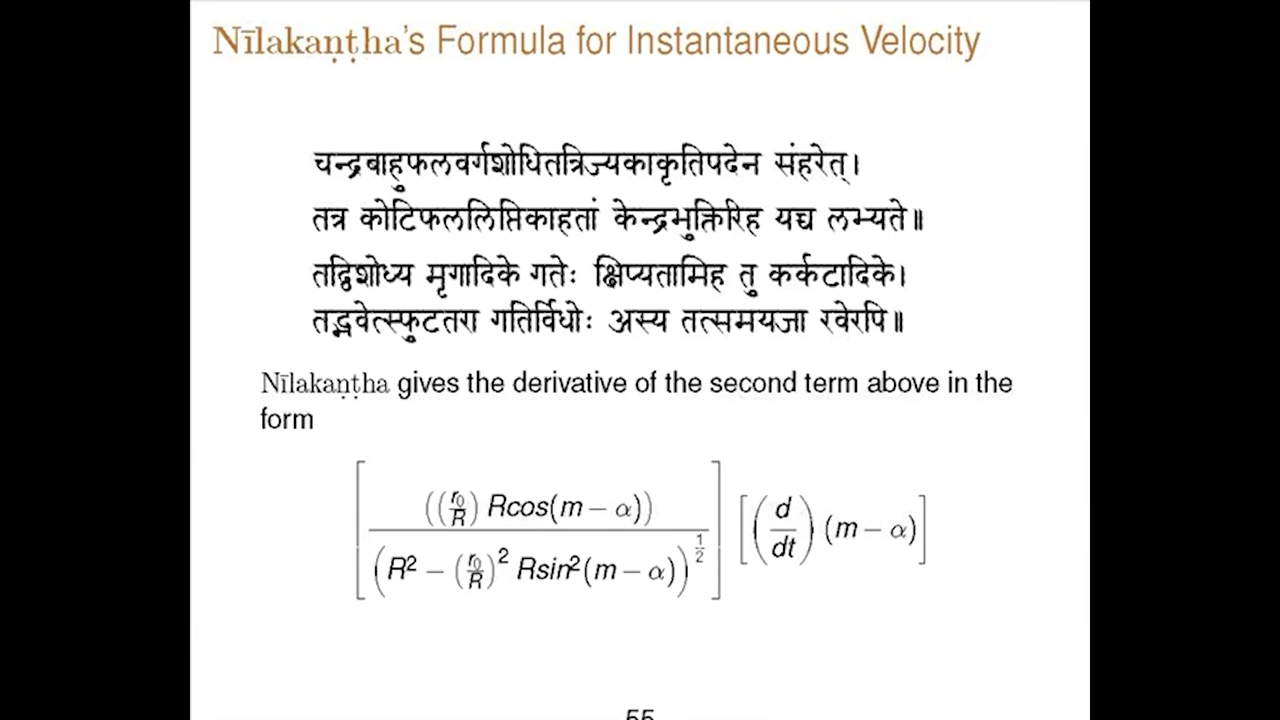 Nīlakaṇṭha's Formula for Instantaneous Velocity
चन्द्रबाहुफलवर्गशोधितत्रिज्यकाकृतिपदेन संहरेत्।
तत्र कोटिफललिप्तिकाहतां केन्द्रभुक्तिरिह यच्च लभ्यते॥
तद्विशोध्य मृगादिके गतेः क्षिप्यतामिह तु कर्कटादिके।
तद्भवेत्स्फुटतरा गतिर्विधोः अस्य तत्समयजा रवेरपि॥
Nīlakaṇṭha gives the derivative of the second term above in the
form
[ ((r₀/R) Rcos(m − α)) / (R² − (r₀/R)² Rsin²(m − α))^(1/2) ] [ (d/dt) (m − α) ]
55